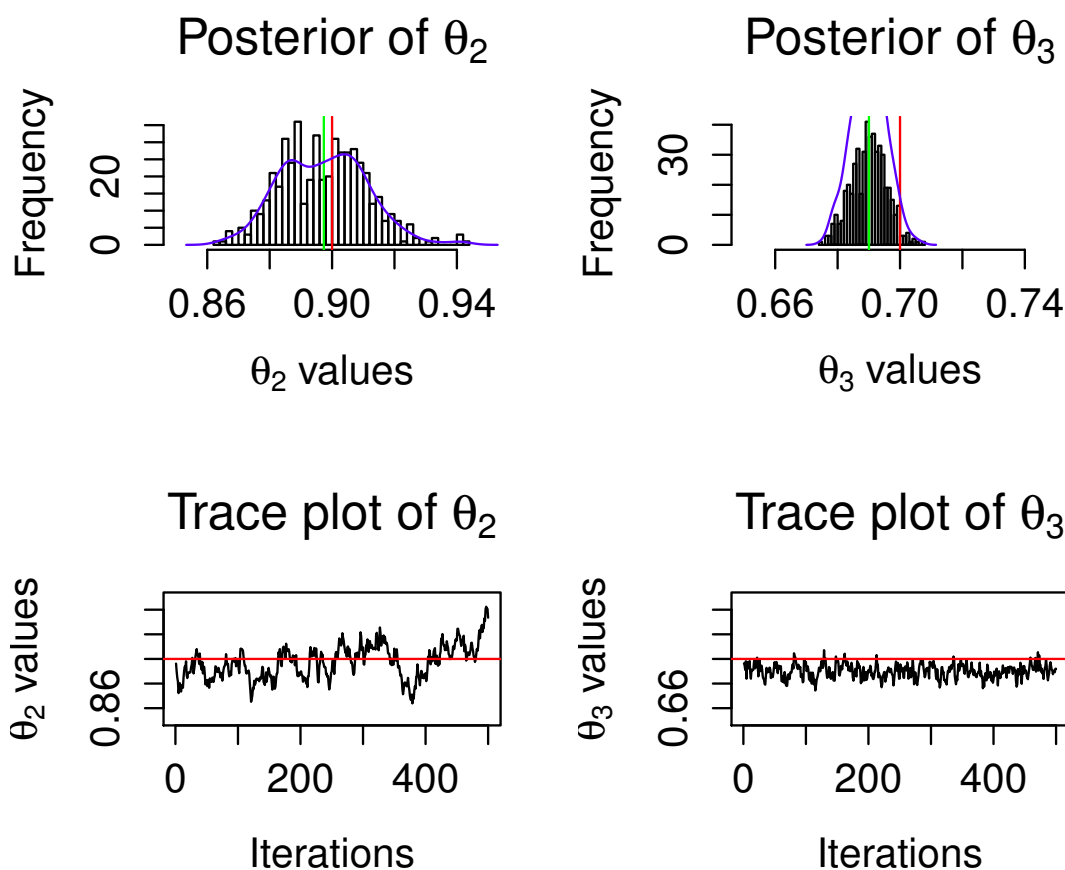 Posterior of θ₂
Frequency
0 20
0.86 0.90 0.94
θ₂ values
Posterior of θ₃
Frequency
0 30
0.66 0.70 0.74
θ₃ values
Trace plot of θ₂
θ₂ values
0.86
0 200 400
Iterations
Trace plot of θ₃
θ₃ values
0.66
0 200 400
Iterations